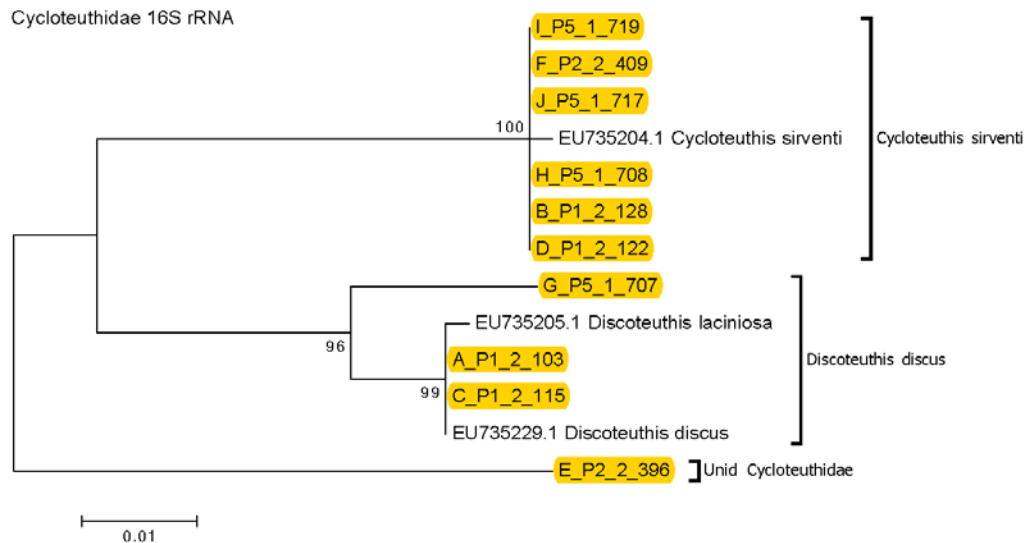 Cycloteuthidae 16S rRNA
I_P5_1_719
F_P2_2_409
J_P5_1_717
100
EU735204.1 Cycloteuthis sirventi
Cycloteuthis sirventi
H_P5_1_708
B_P1_2_128
D_P1_2_122
G_P5_1_707
EU735205.1 Discoteuthis laciniosa
96
A_P1_2_103
Discoteuthis discus
99
C_P1_2_115
EU735229.1 Discoteuthis discus
E_P2_2_396
Unid Cycloteuthidae
0.01